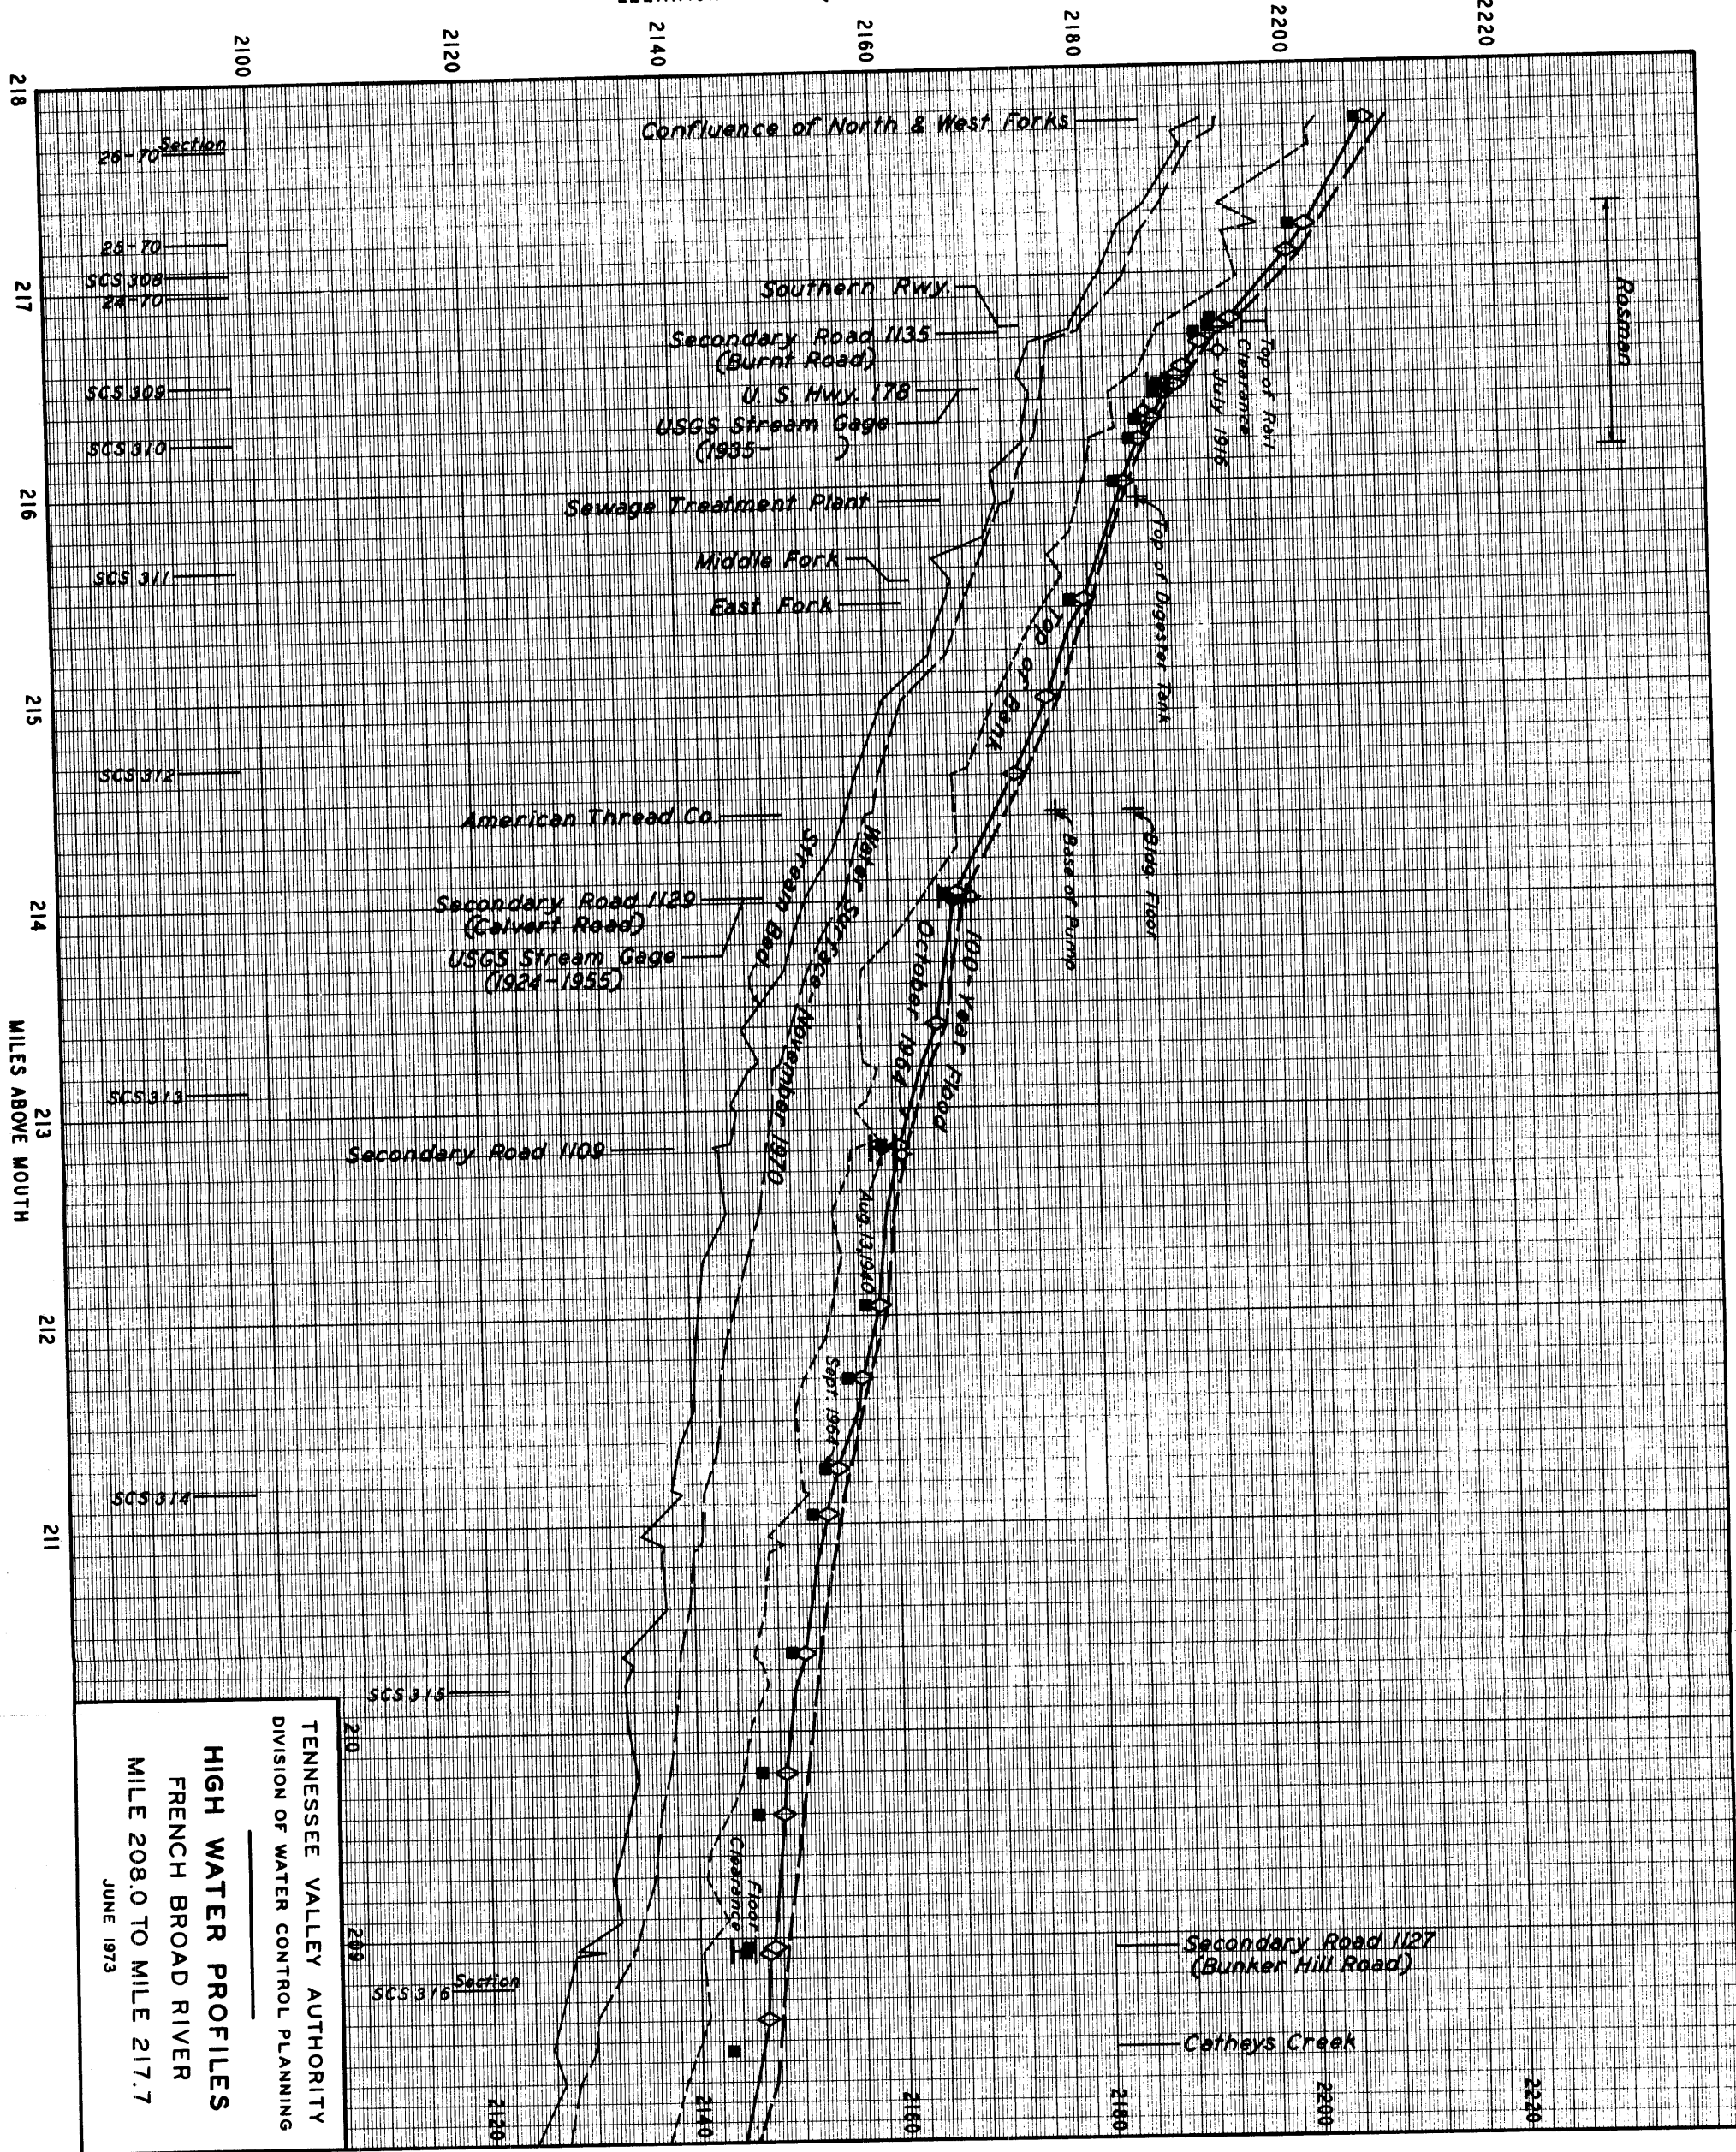 2100
2120
2140
2160
2180
2200
2220
218
217
216
215
214
213
212
211
210
209
MILES ABOVE MOUTH
Section
26-70
25-70
SCS 308
24-70
SCS 309
SCS 310
SCS 311
SCS 312
SCS 313
SCS 314
SCS 315
Section
SCS 316
Confluence of North & West Forks
Rosman
Southern Rwy.
Secondary Road 1135
(Burnt Road)
U. S. Hwy. 178
USGS Stream Gage
(1935- )
Top of Rail
Clearance
July 1916
Sewage Treatment Plant
Top of Digester Tank
Middle Fork
East Fork
Top of Bank
American Thread Co.
Bldg. Floor
Base of Pump
Secondary Road 1129
(Calvert Road)
USGS Stream Gage
(1924-1955)
Stream Bed
Water Surface-November 1970
October 1964
100-Year Flood
Secondary Road 1109
Aug. 13, 1940
Sept. 1964
Floor
Clearance
Secondary Road 1127
(Bunker Hill Road)
Catheys Creek
2120
2140
2160
2180
2200
2220
TENNESSEE VALLEY AUTHORITY
DIVISION OF WATER CONTROL PLANNING
HIGH WATER PROFILES
FRENCH BROAD RIVER
MILE 208.0 TO MILE 217.7
JUNE 1973